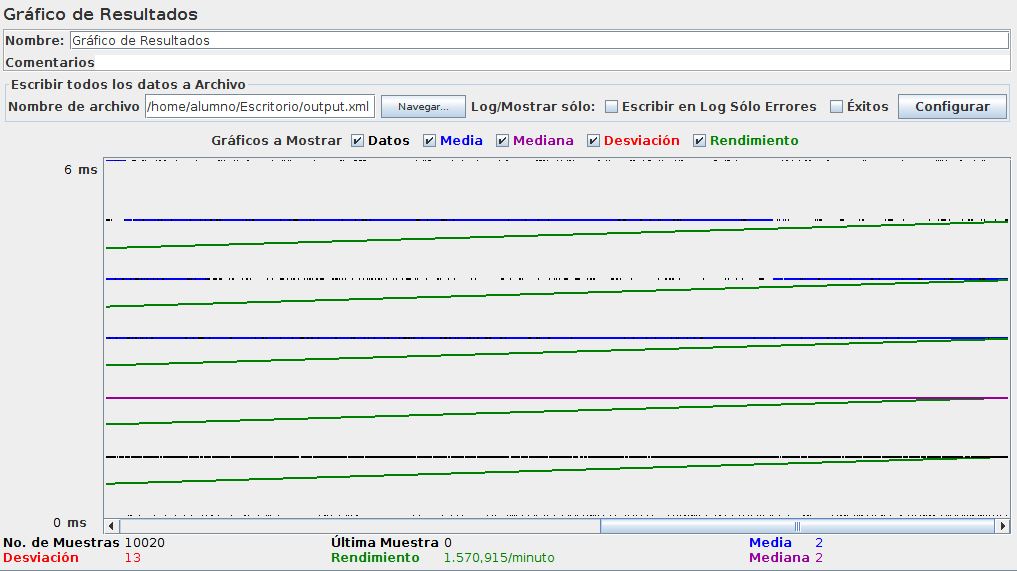 Gráfico de Resultados
Nombre: Gráfico de Resultados
Comentarios
Escribir todos los datos a Archivo
Nombre de archivo /home/alumno/Escritorio/output.xml Navegar... Log/Mostrar sólo: Escribir en Log Sólo Errores Éxitos Configurar
Gráficos a Mostrar Datos Media Mediana Desviación Rendimiento
6 ms
0 ms
No. de Muestras 10020 Última Muestra 0 Media 2
Desviación 13 Rendimiento 1.570,915/minuto Mediana 2